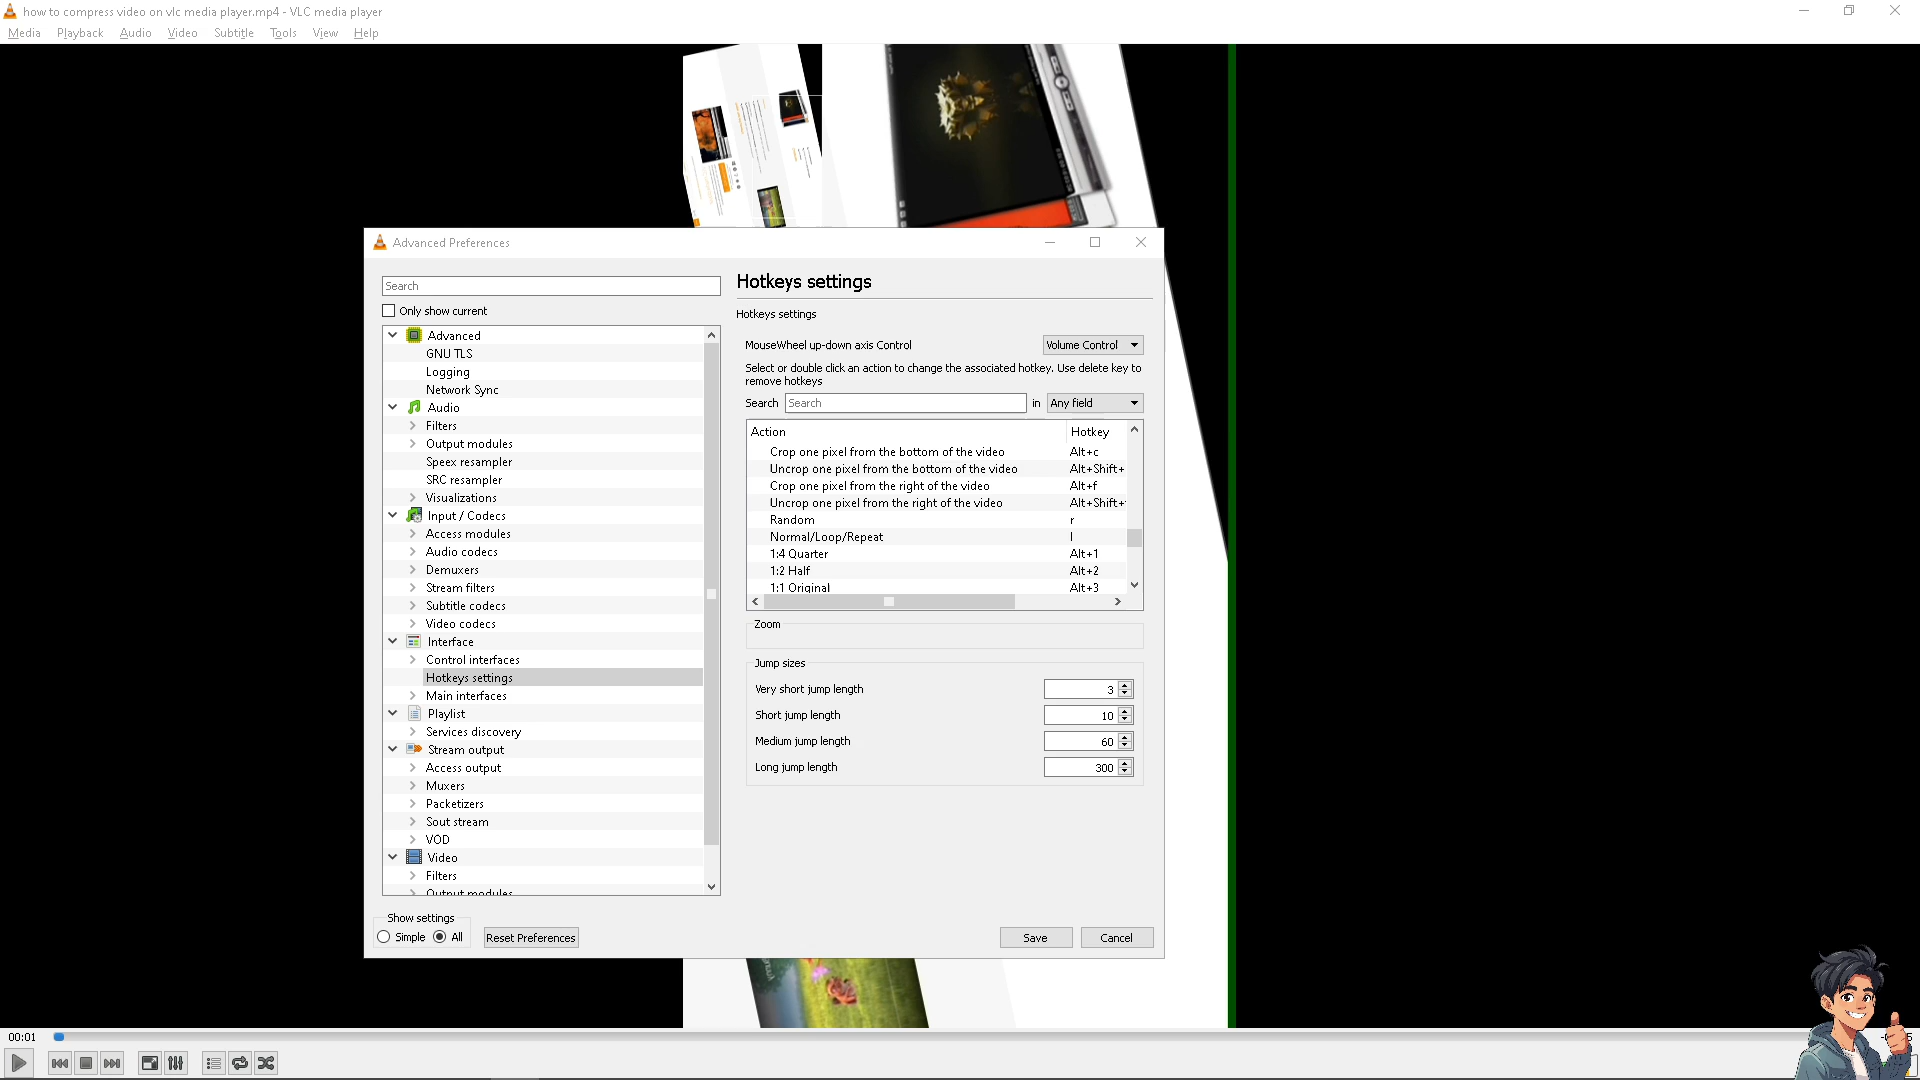 how to compress video on vlc media player.mp4 - VLC media player
Media Playback Audio Video Subtitle Tools View Help
Advanced Preferences
Search
Only show current
Advanced
GNU TLS
Logging
Network Sync
Audio
Filters
Output modules
Speex resampler
SRC resampler
Visualizations
Input / Codecs
Access modules
Audio codecs
Demuxers
Stream filters
Subtitle codecs
Video codecs
Interface
Control interfaces
Hotkeys settings
Main interfaces
Playlist
Services discovery
Stream output
Access output
Muxers
Packetizers
Sout stream
VOD
Video
Filters
Output modules
Show settings
Simple All
Reset Preferences
Hotkeys settings
Hotkeys settings
MouseWheel up-down axis Control Volume Control
Select or double click an action to change the associated hotkey. Use delete key to
remove hotkeys
Search Search in Any field
Action Hotkey
Crop one pixel from the bottom of the video Alt+c
Uncrop one pixel from the bottom of the video Alt+Shift+
Crop one pixel from the right of the video Alt+f
Uncrop one pixel from the right of the video Alt+Shift+
Random r
Normal/Loop/Repeat l
1:4 Quarter Alt+1
1:2 Half Alt+2
1:1 Original Alt+3
Zoom
Jump sizes
Very short jump length 3
Short jump length 10
Medium jump length 60
Long jump length 300
Save Cancel
00:01